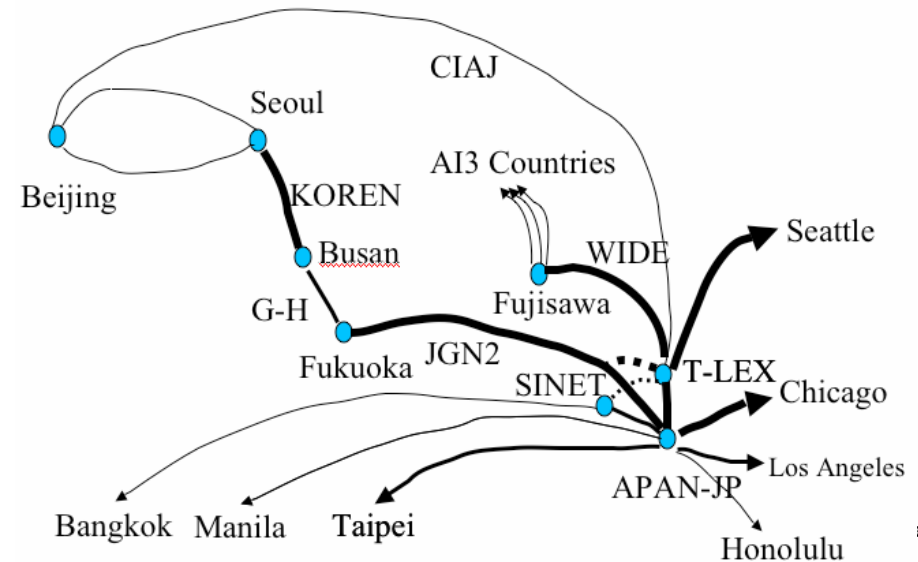 CIAJ
Seoul
AI3 Countries
Beijing
KOREN
Seattle
WIDE
Busan
Fujisawa
G-H
JGN2
Fukuoka
T-LEX
SINET
Chicago
Los Angeles
APAN-JP
Bangkok
Manila
Taipei
Honolulu